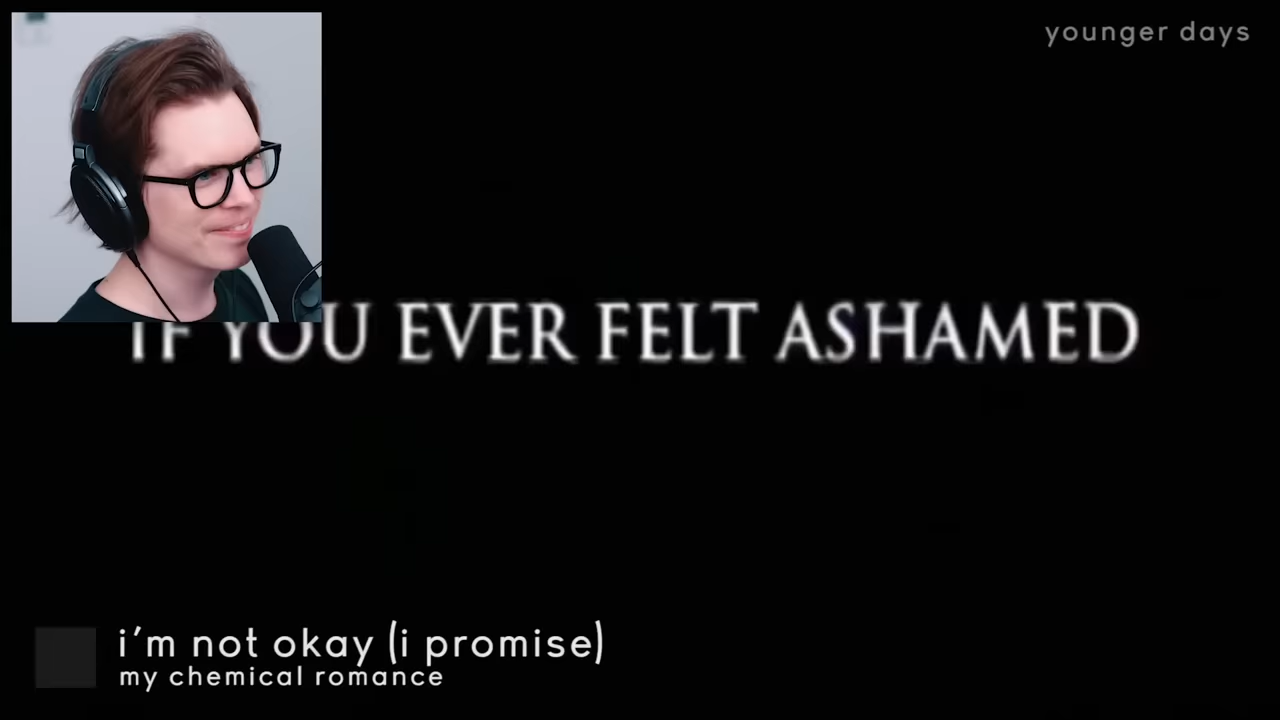 younger days
IF YOU EVER FELT ASHAMED
i'm not okay (i promise)
my chemical romance